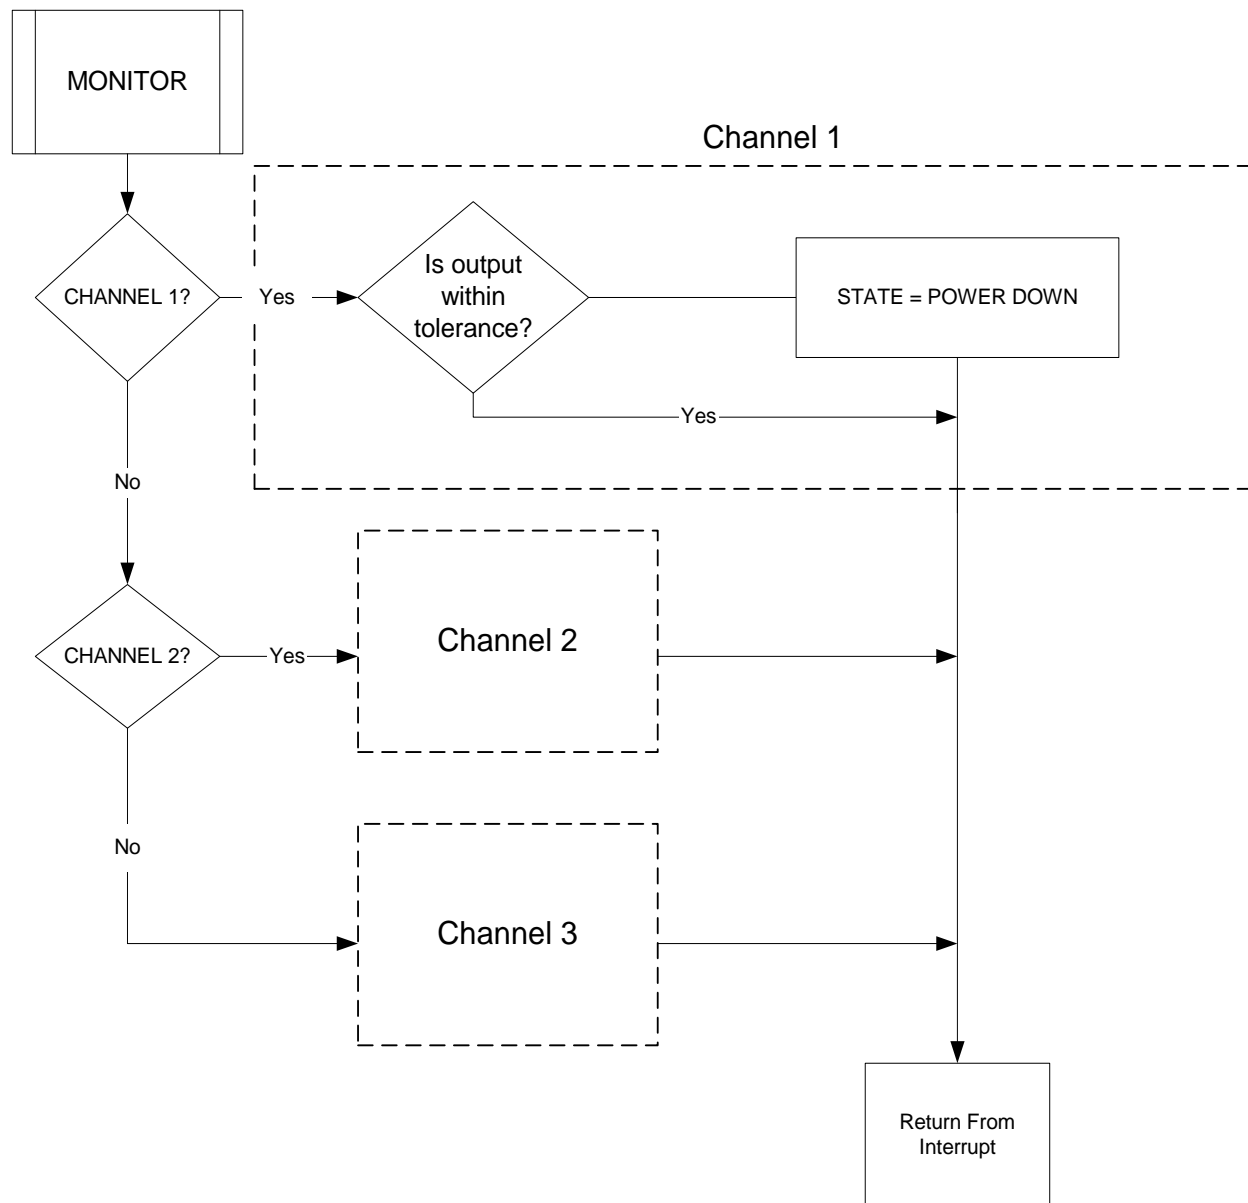 MONITOR
Channel 1
CHANNEL 1?
Yes
Is output
within
tolerance?
STATE = POWER DOWN
Yes
No
CHANNEL 2?
Yes
Channel 2
No
Channel 3
Return From
Interrupt